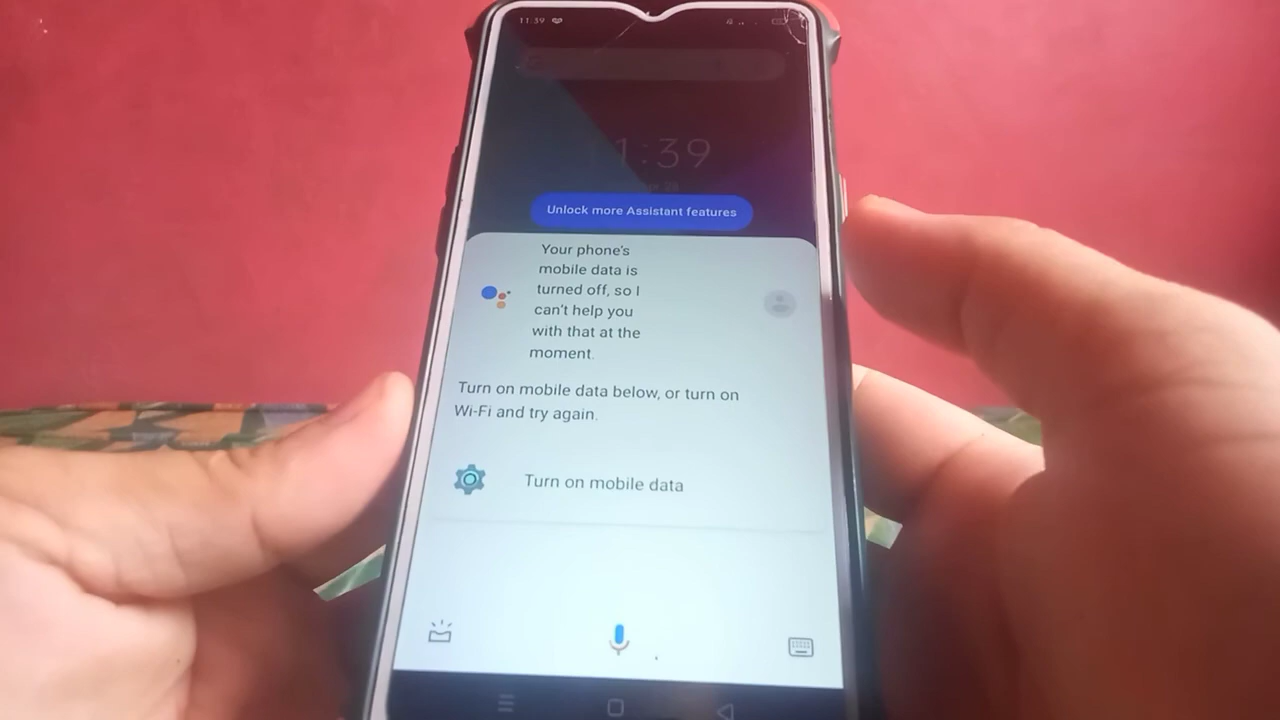 11:39
11:39
Unlock more Assistant features
Your phone's
mobile data is
turned off, so I
can't help you
with that at the
moment.
Turn on mobile data below, or turn on
Wi-Fi and try again.
Turn on mobile data